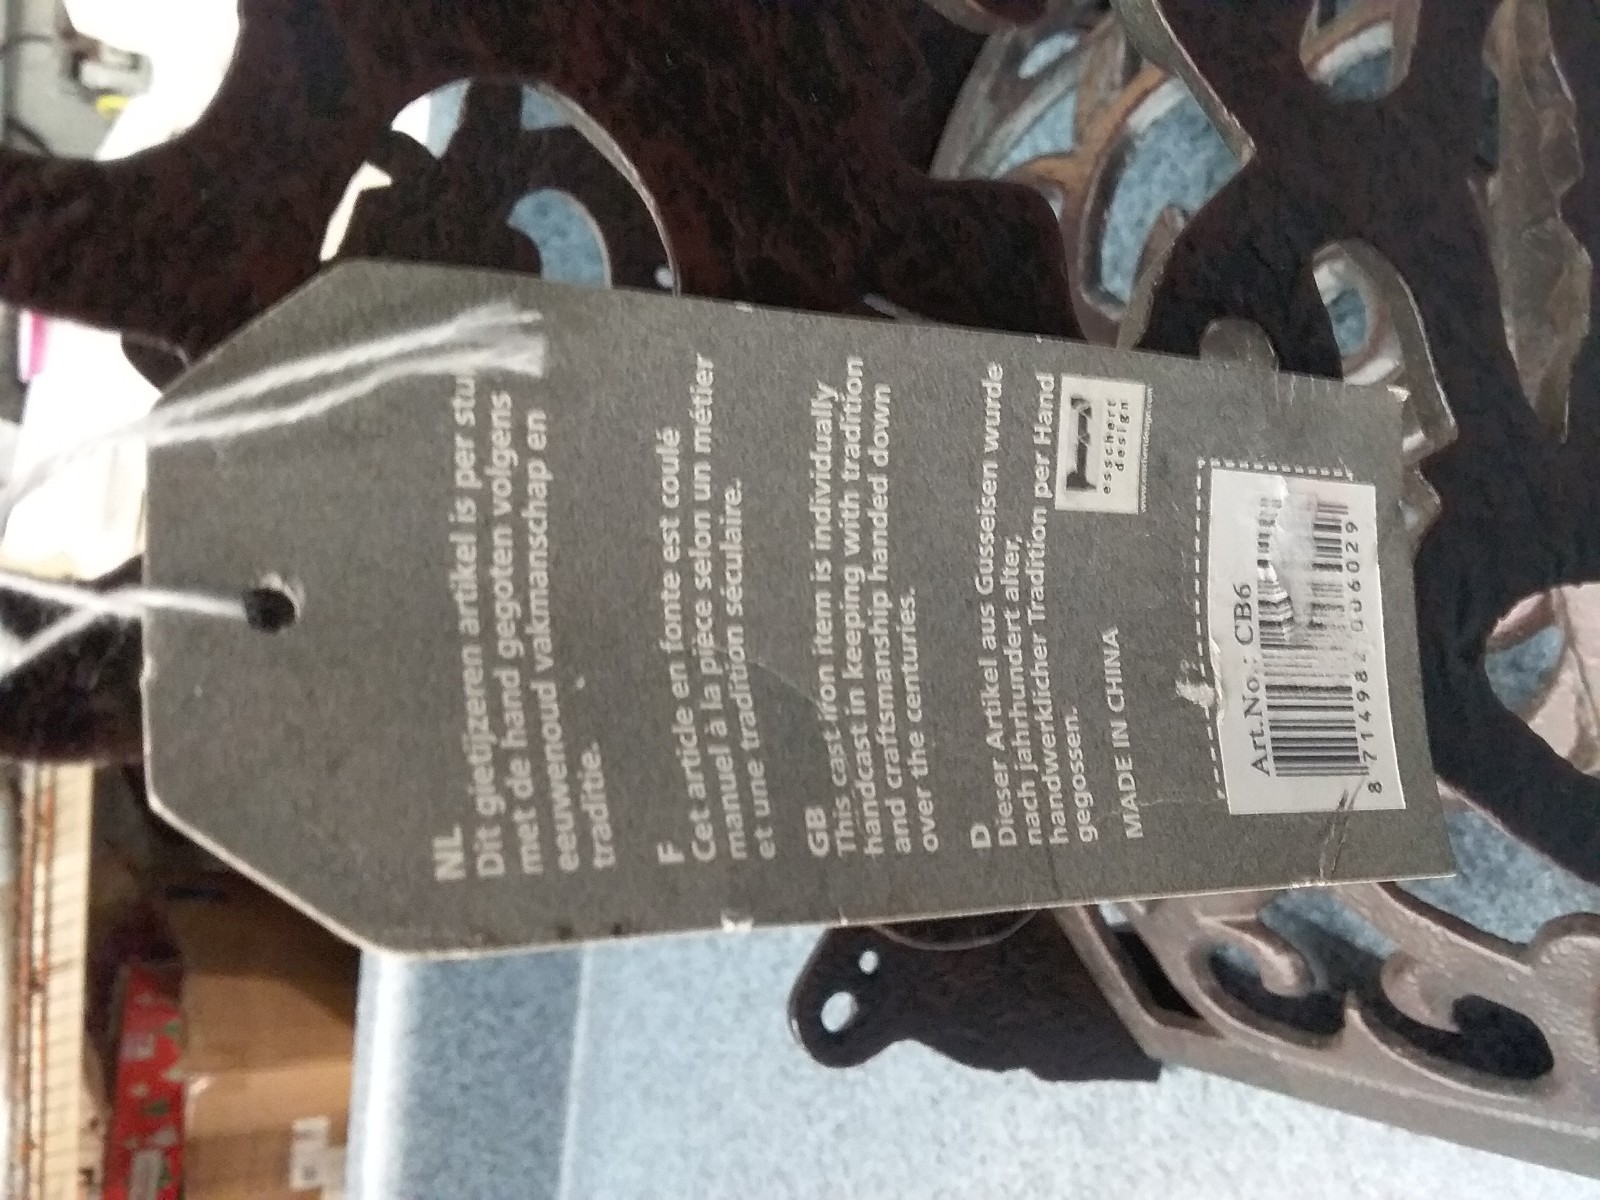 NL
Dit gietijzeren artikel is per
met de hand gegoten volgens
eeuwenoud vakmanschap en
traditie.
F
Cet article en fonte est coulé
manuel à la pièce selon un métier
et une tradition séculaire.
GB
This cast iron item is individually
handcast in keeping with tradition
and craftsmanship handed down
over the centuries.
D
Dieser Artikel aus Gusseisen wurde
nach jahrhundert alter,
handwerklicher Tradition per Hand
gegossen.
MADE IN CHINA
esschert
design
www.esschertdesign.com
Art.No.: CB6
8 714982 006029